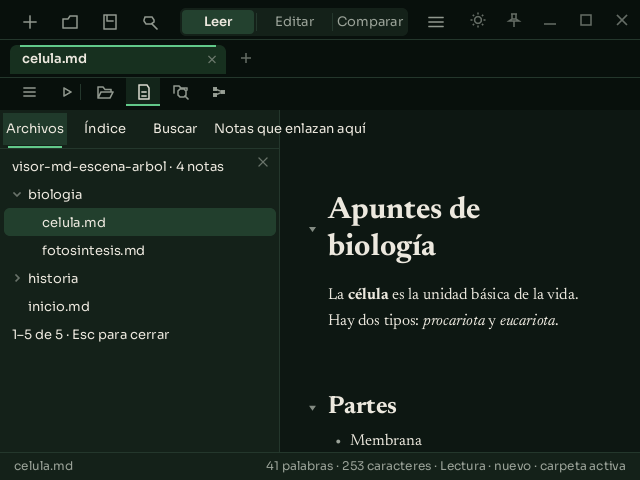 Leer Editar Comparar
celula.md
Archivos Índice Buscar Notas que enlazan aquí
visor-md-escena-arbol · 4 notas
biologia
celula.md
fotosintesis.md
historia
inicio.md
1–5 de 5 · Esc para cerrar
Apuntes de
biología
La célula es la unidad básica de la vida.
Hay dos tipos: procariota y eucariota.
Partes
• Membrana
celula.md
41 palabras · 253 caracteres · Lectura · nuevo · carpeta activa